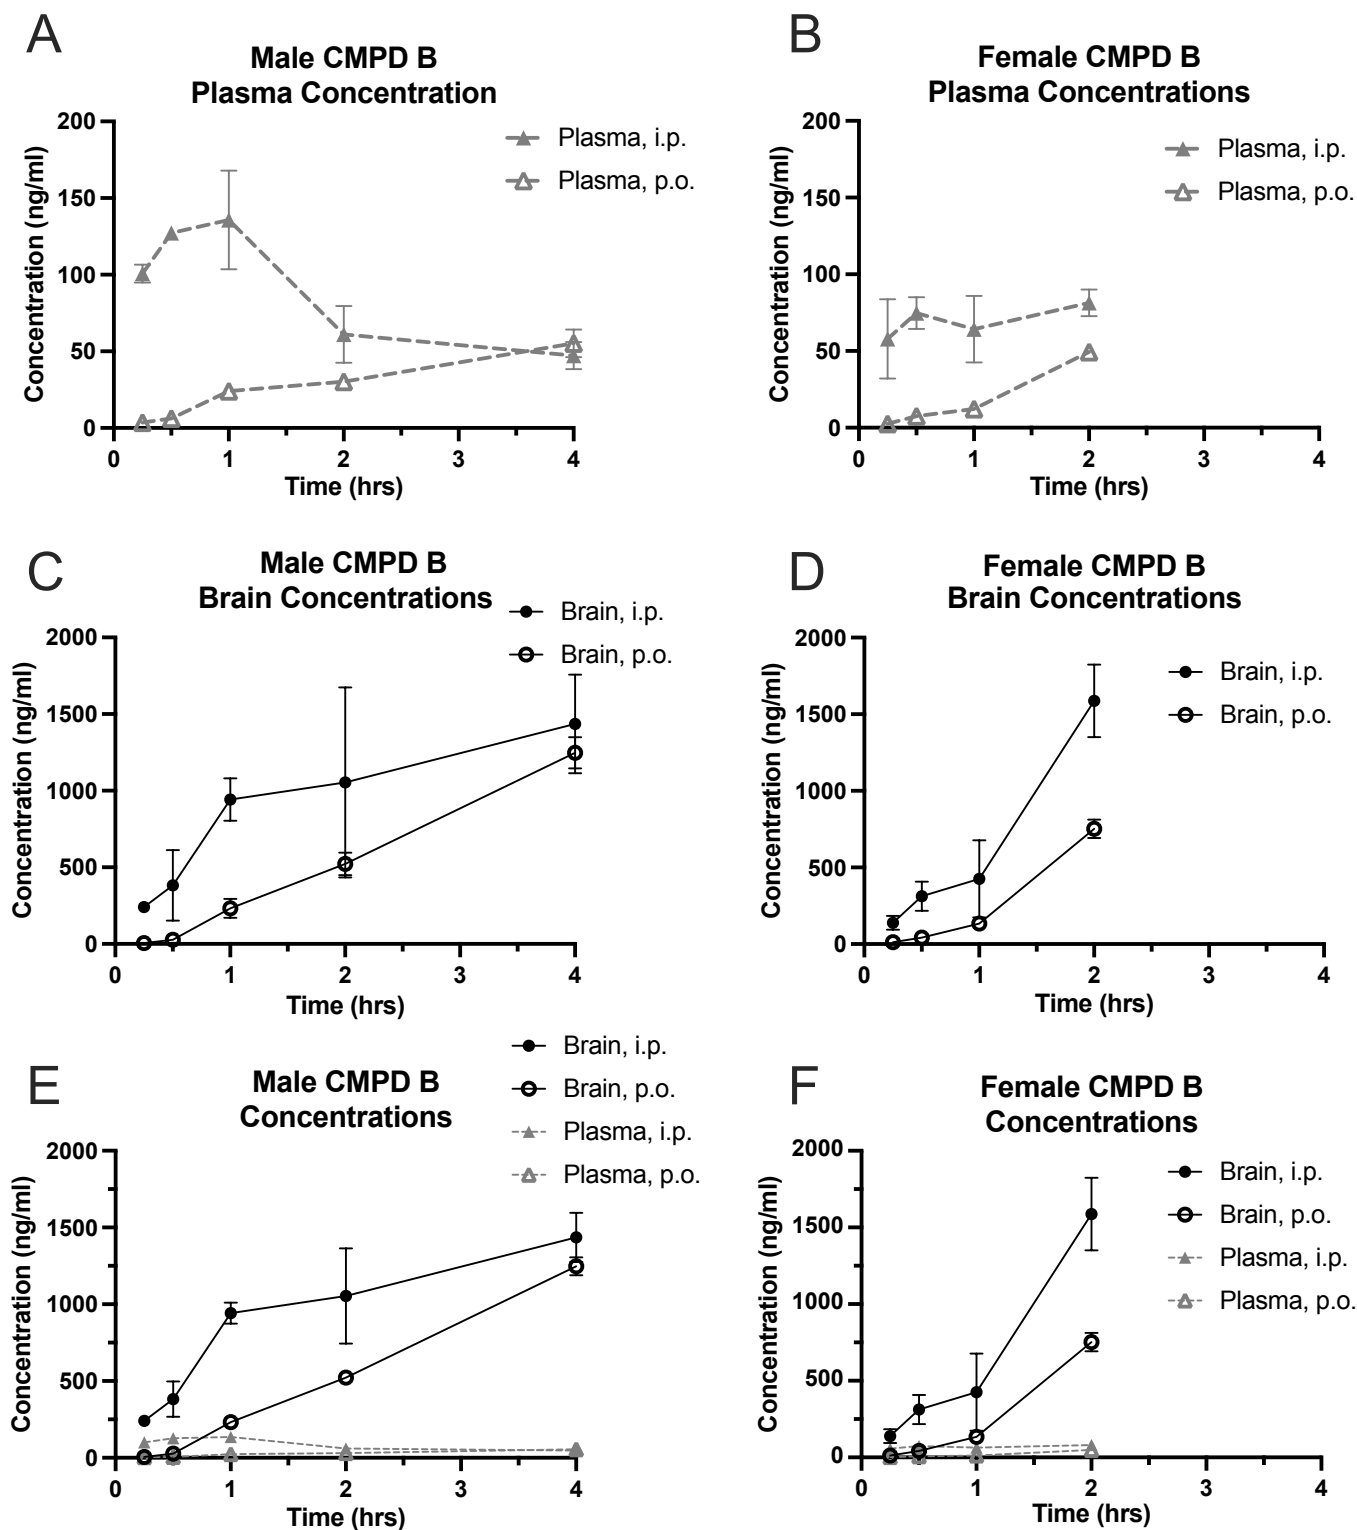 A
Male CMPD B
Plasma Concentration
Plasma, i.p.
Plasma, p.o.
Concentration (ng/ml)
200
150
100
50
0
0 1 2 3 4
Time (hrs)
B
Female CMPD B
Plasma Concentrations
Plasma, i.p.
Plasma, p.o.
Concentration (ng/ml)
200
150
100
50
0
0 1 2 3 4
Time (hrs)
C
Male CMPD B
Brain Concentrations
Brain, i.p.
Brain, p.o.
Concentration (ng/ml)
2000
1500
1000
500
0
0 1 2 3 4
Time (hrs)
D
Female CMPD B
Brain Concentrations
Brain, i.p.
Brain, p.o.
Concentration (ng/ml)
2000
1500
1000
500
0
0 1 2 3 4
Time (hrs)
E
Male CMPD B
Concentrations
Brain, i.p.
Brain, p.o.
Plasma, i.p.
Plasma, p.o.
Concentration (ng/ml)
2000
1500
1000
500
0
0 1 2 3 4
Time (hrs)
F
Female CMPD B
Concentrations
Brain, i.p.
Brain, p.o.
Plasma, i.p.
Plasma, p.o.
Concentration (ng/ml)
2000
1500
1000
500
0
0 1 2 3 4
Time (hrs)